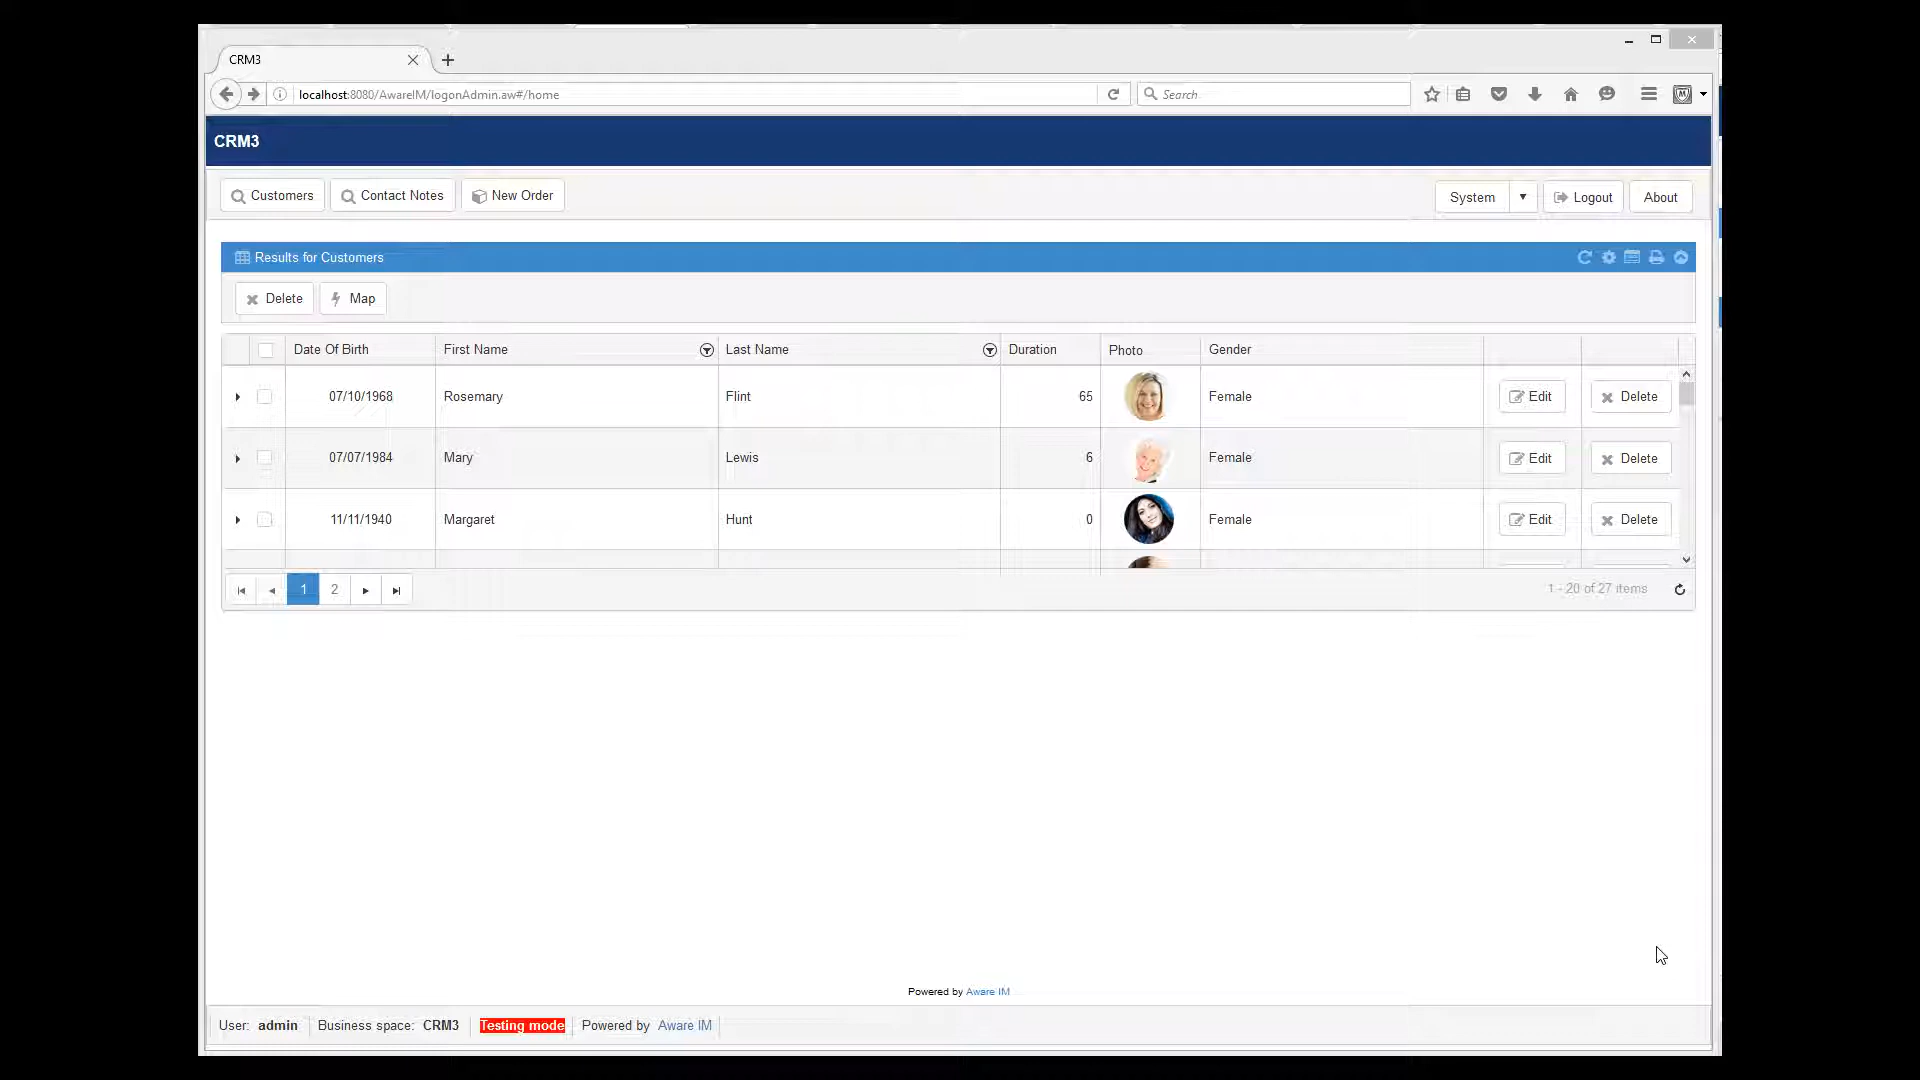 CRM3
localhost:8080/AwareIM/logonAdmin.aw#/home
Search
CRM3
Customers
Contact Notes
New Order
System
Logout
About
Results for Customers
Delete
Map
Date Of Birth First Name Last Name Duration Photo Gender
07/10/1968 Rosemary Flint 65 Female Edit Delete
07/07/1984 Mary Lewis 6 Female Edit Delete
11/11/1940 Margaret Hunt 0 Female Edit Delete
1 2
1 - 20 of 27 items
Powered by Aware IM
User: admin Business space: CRM3 Testing mode Powered by Aware IM